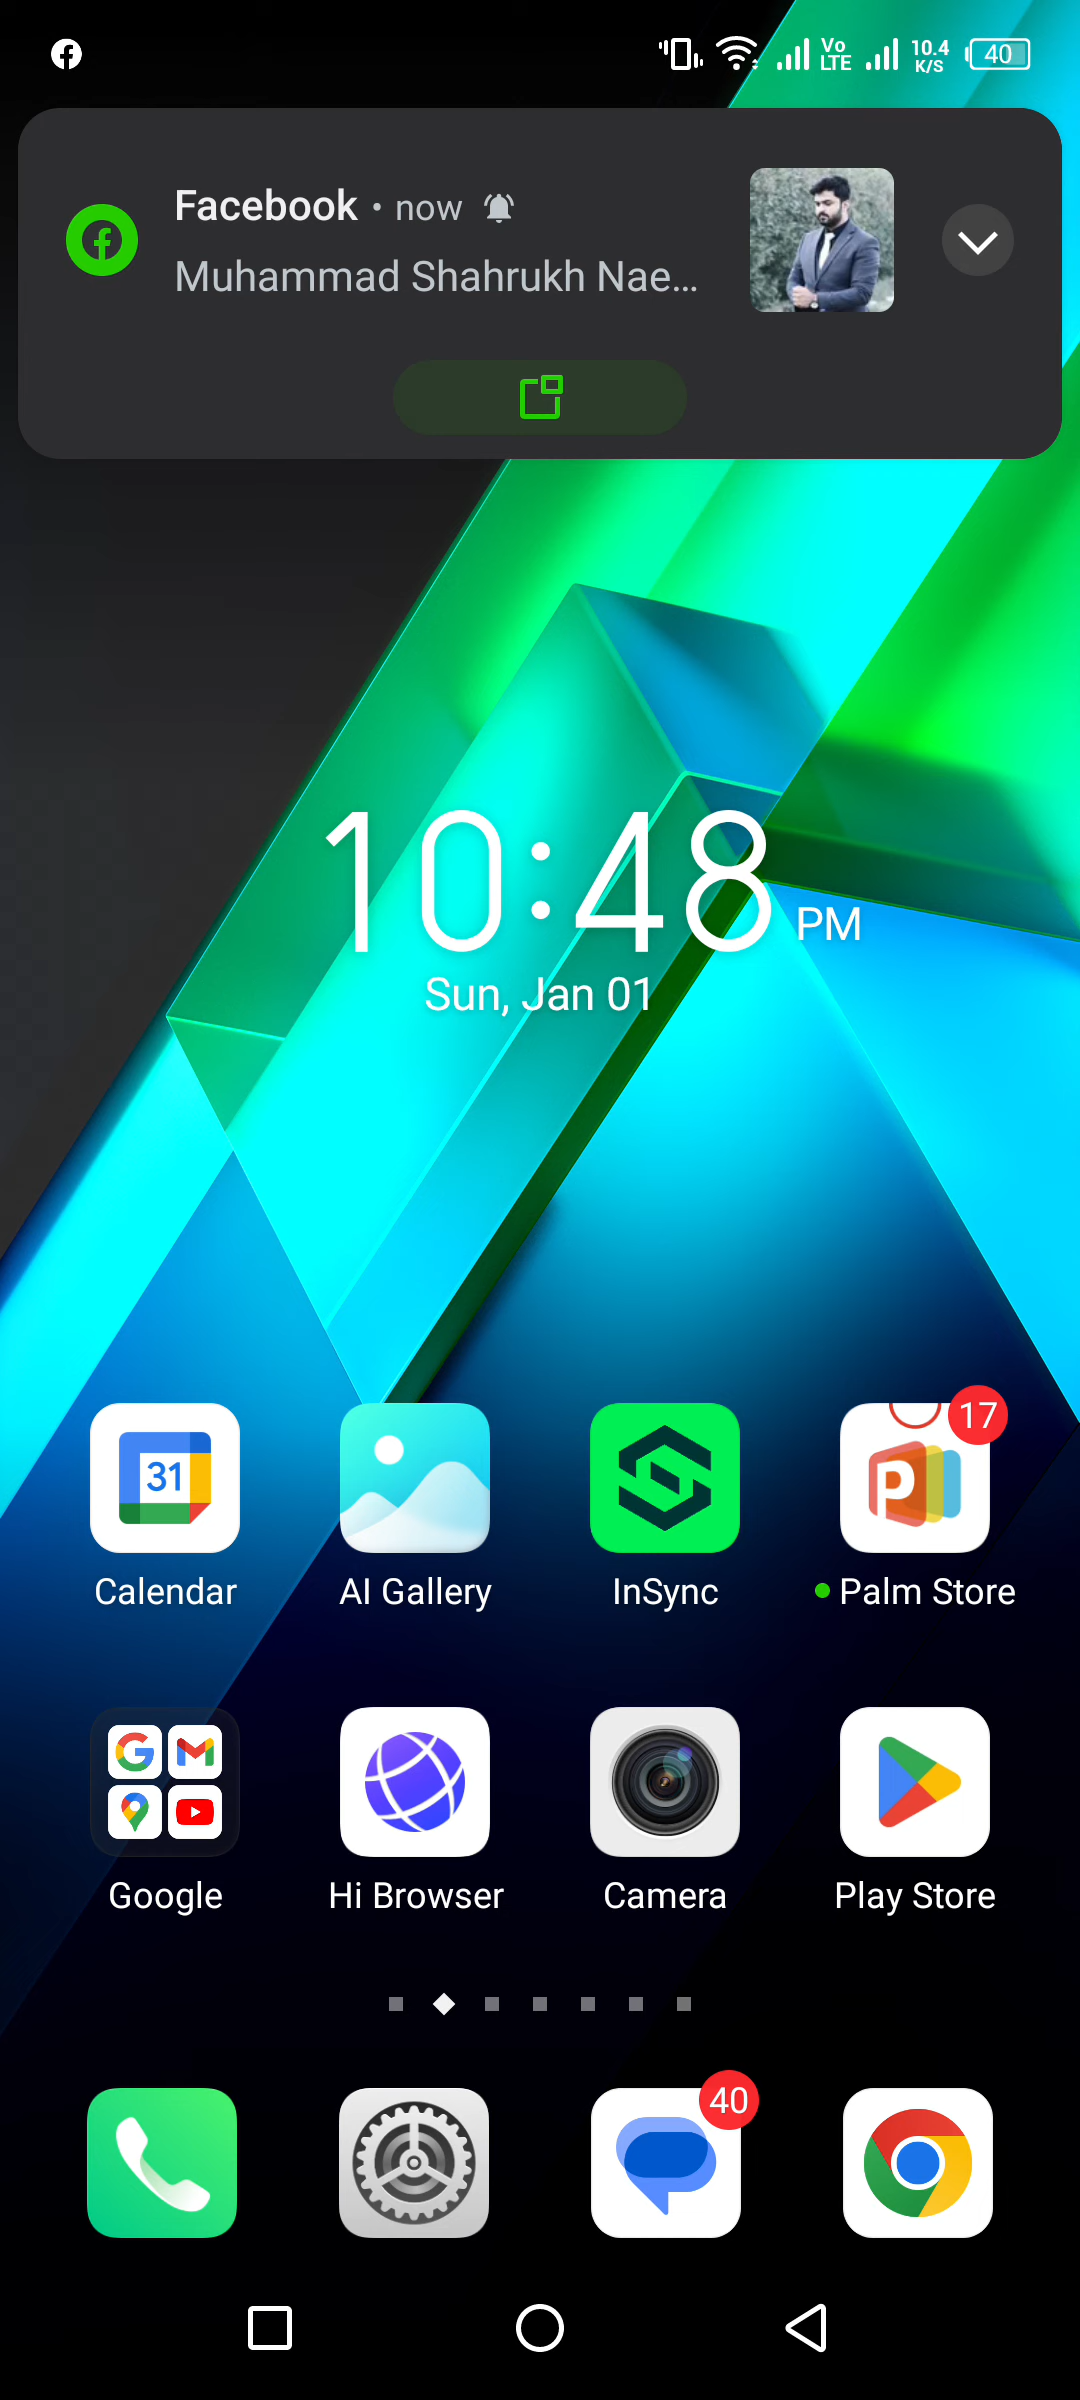 Vo
LTE
10.4
K/S
40
Facebook • now
Muhammad Shahrukh Nae...
10:48 PM
Sun, Jan 01
31
17
Calendar
AI Gallery
InSync
Palm Store
Google
Hi Browser
Camera
Play Store
40